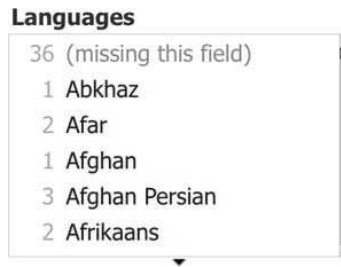 Languages
36 (missing this field)
1 Abkhaz
2 Afar
1 Afghan
3 Afghan Persian
2 Afrikaans